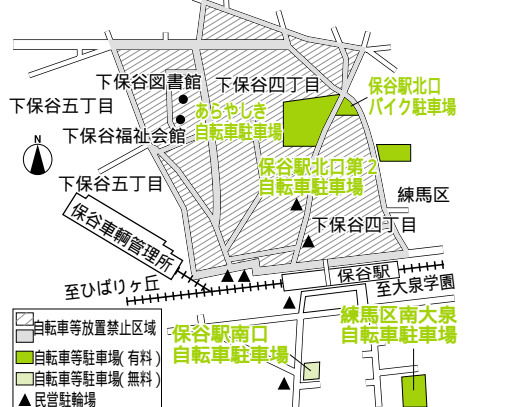 下保谷図書館
下保谷四丁目
保谷駅北口
バイク駐車場
下保谷五丁目
あらやしき
自転車駐車場
下保谷福祉会館
N
保谷駅北口第2
自転車駐車場
下保谷五丁目
練馬区
保谷車輌管理所
下保谷四丁目
保谷駅
至ひばりヶ丘
至大泉学園
自転車等放置禁止区域
保谷駅南口
自転車駐車場
練馬区南大泉
自転車駐車場
自転車等駐車場(有料)
自転車等駐車場(無料)
民営駐輪場